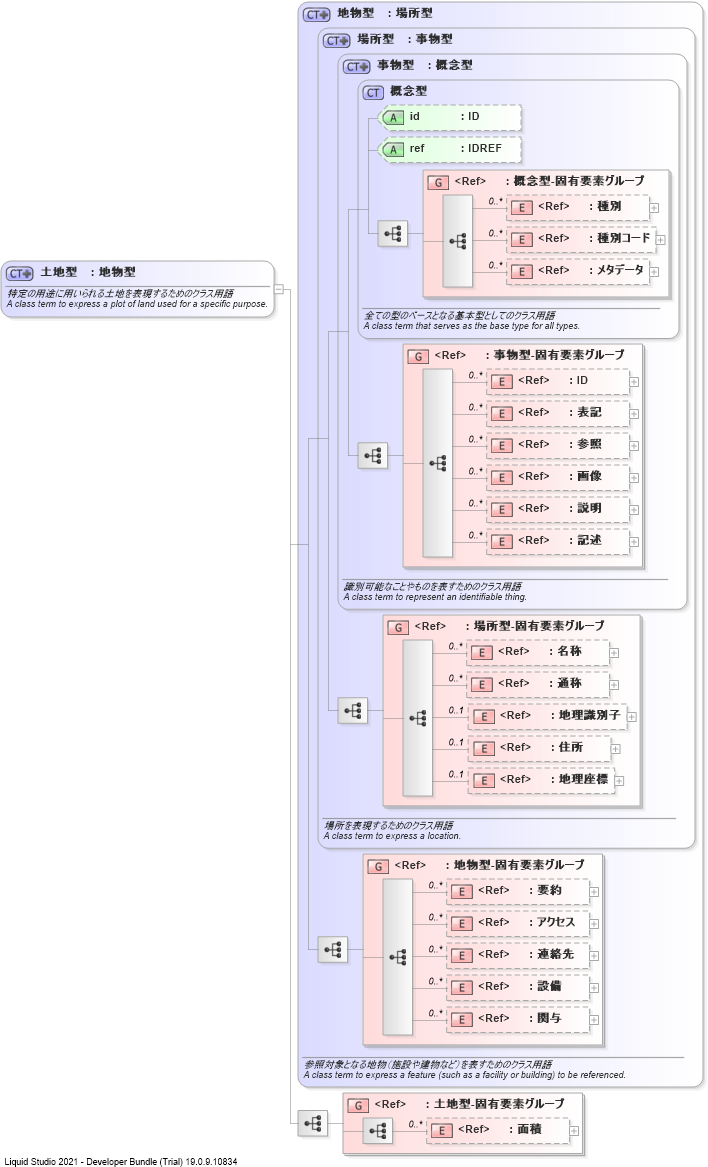 CT 地物型 : 場所型
CT 場所型 : 事物型
CT 事物型 : 概念型
CT 概念型
A id : ID
A ref : IDREF
G <Ref> : 概念型-固有要素グループ
0..* E <Ref> : 種別
0..* E <Ref> : 種別コード
0..* E <Ref> : メタデータ
全ての型のベースとなる基本型としてのクラス用語
A class term that serves as the base type for all types.
CT 土地型 : 地物型
特定の用途に用いられる土地を表現するためのクラス用語
A class term to express a plot of land used for a specific purpose.
G <Ref> : 事物型-固有要素グループ
0..* E <Ref> : ID
0..* E <Ref> : 表記
0..* E <Ref> : 参照
0..* E <Ref> : 画像
0..* E <Ref> : 説明
0..* E <Ref> : 記述
識別可能なことやものを表すためのクラス用語
A class term to represent an identifiable thing.
G <Ref> : 場所型-固有要素グループ
0..* E <Ref> : 名称
0..* E <Ref> : 通称
0..1 E <Ref> : 地理識別子
0..1 E <Ref> : 住所
0..1 E <Ref> : 地理座標
場所を表現するためのクラス用語
A class term to express a location.
G <Ref> : 地物型-固有要素グループ
0..* E <Ref> : 要約
0..* E <Ref> : アクセス
0..* E <Ref> : 連絡先
0..* E <Ref> : 設備
0..* E <Ref> : 関与
参照対象となる地物(施設や建物など)を表すためのクラス用語
A class term to express a feature (such as a facility or building) to be referenced.
G <Ref> : 土地型-固有要素グループ
0..* E <Ref> : 面積
Liquid Studio 2021 - Developer Bundle (Trial) 19.0.9.10834